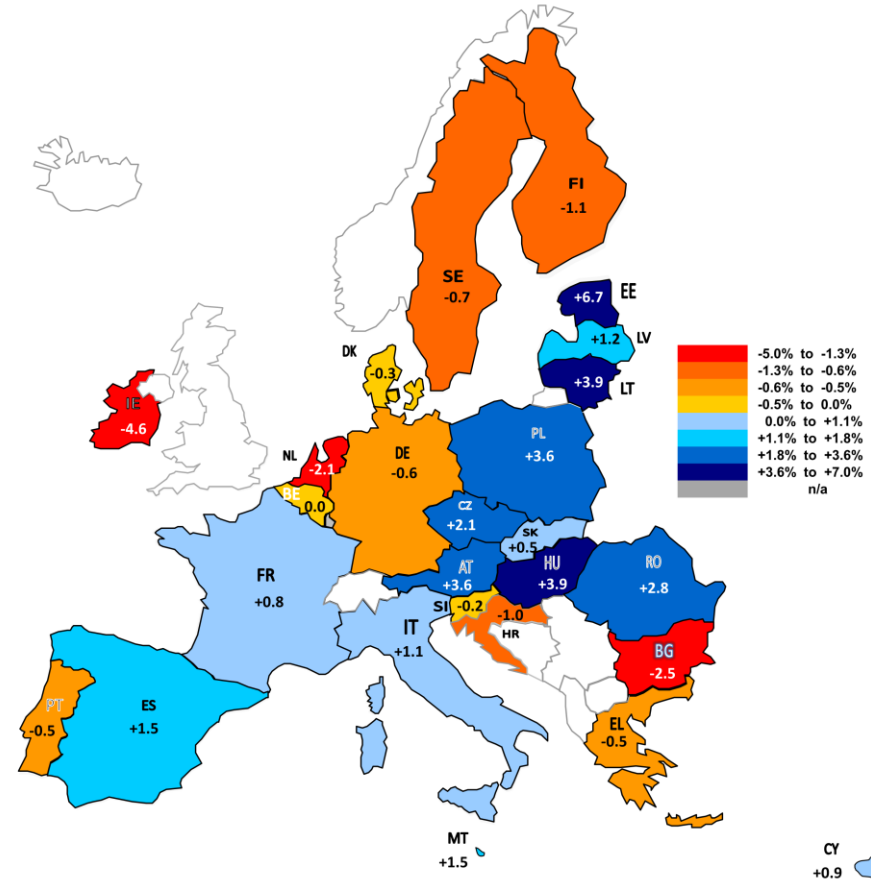 FI
-1.1
SE
-0.7
+6.7 EE
+1.2 LV
+3.9 LT
DK
-0.3
IE
-4.6
NL
-2.1
BE
0.0
DE
-0.6
PL
+3.6
CZ
+2.1
SK
+0.5
AT
+3.6
HU
+3.9
RO
+2.8
FR
+0.8
SI -0.2
-1.0
HR
IT
+1.1
BG
-2.5
PT
-0.5
ES
+1.5
EL
-0.5
MT
+1.5
CY
+0.9
-5.0% to -1.3%
-1.3% to -0.6%
-0.6% to -0.5%
-0.5% to 0.0%
0.0% to +1.1%
+1.1% to +1.8%
+1.8% to +3.6%
+3.6% to +7.0%
n/a